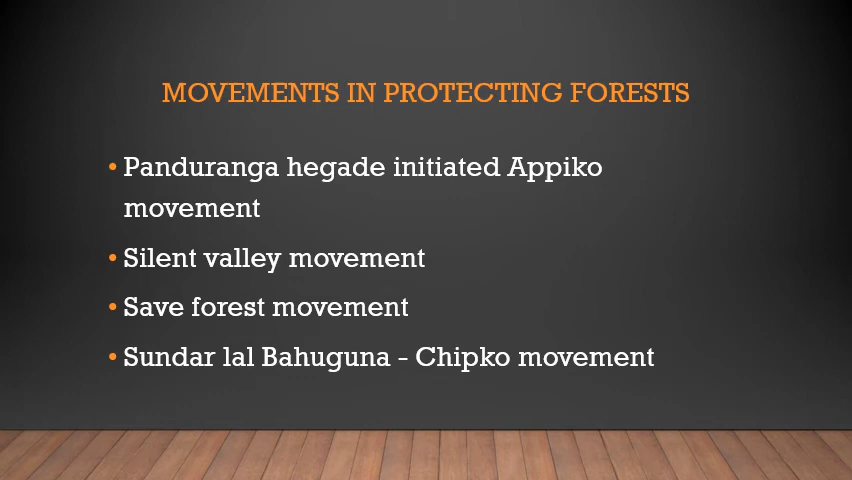 MOVEMENTS IN PROTECTING FORESTS
• Panduranga hegade initiated Appiko
movement
• Silent valley movement
• Save forest movement
• Sundar lal Bahuguna - Chipko movement